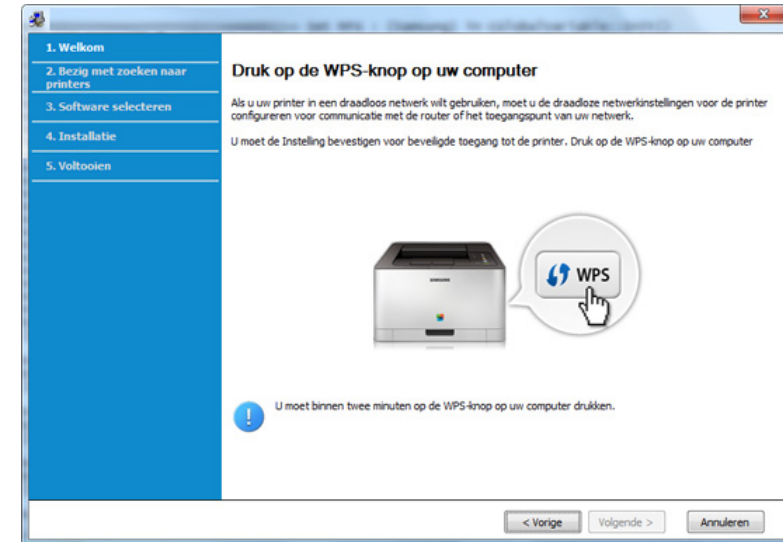 1. Welkom
2. Bezig met zoeken naar
printers
3. Software selecteren
4. Installatie
5. Voltooien
Druk op de WPS-knop op uw computer
Als u uw printer in een draadloos netwerk wilt gebruiken, moet u de draadloze netwerkinstellingen voor de printer
configureren voor communicatie met de router of het toegangspunt van uw netwerk.
U moet de Instelling bevestigen voor beveiligde toegang tot de printer. Druk op de WPS-knop op uw computer
SAMSUNG
WPS
U moet binnen twee minuten op de WPS-knop op uw computer drukken.
< Vorige
Volgende >
Annuleren